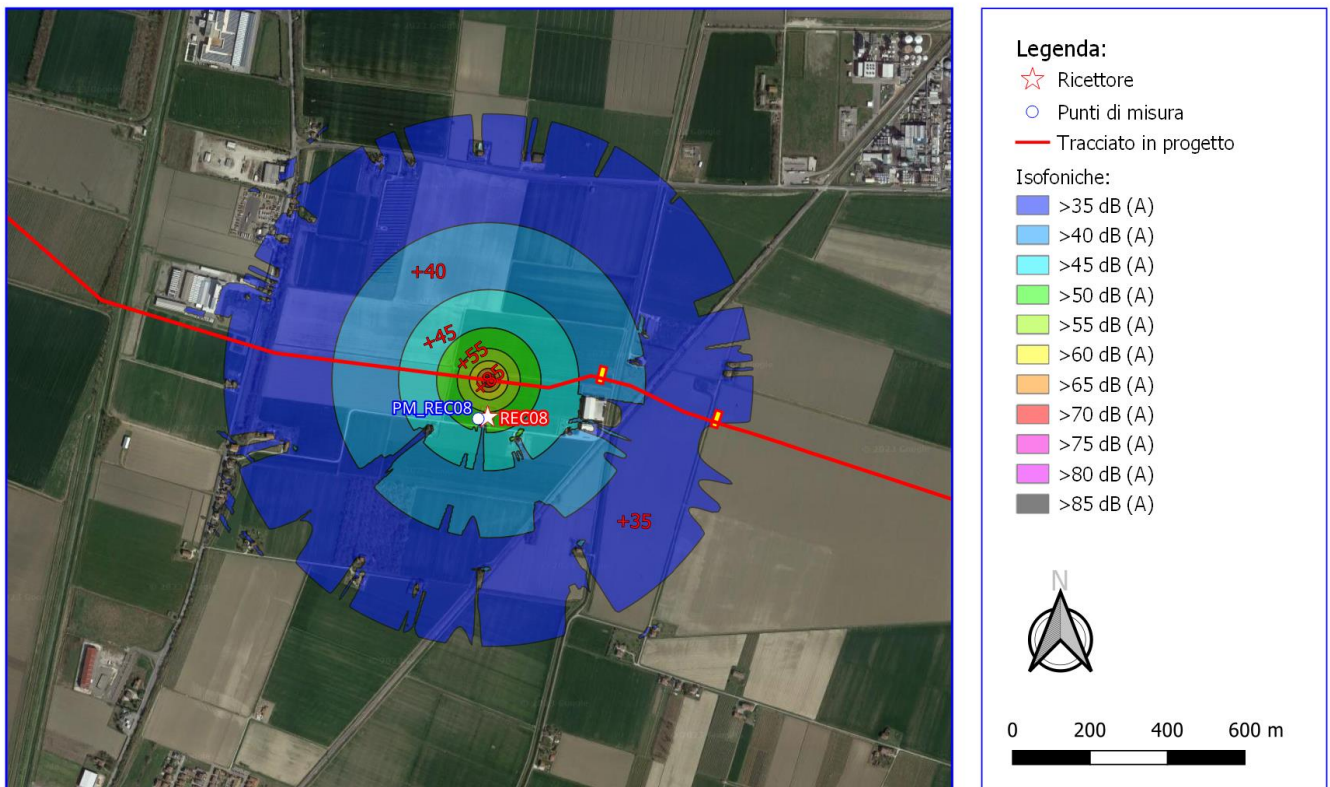 +40
+45
+55
PM_REC08
REC08
+35
Legenda:
Ricettore
Punti di misura
Tracciato in progetto
Isofoniche:
>35 dB (A)
>40 dB (A)
>45 dB (A)
>50 dB (A)
>55 dB (A)
>60 dB (A)
>65 dB (A)
>70 dB (A)
>75 dB (A)
>80 dB (A)
>85 dB (A)
N
0 200 400 600 m